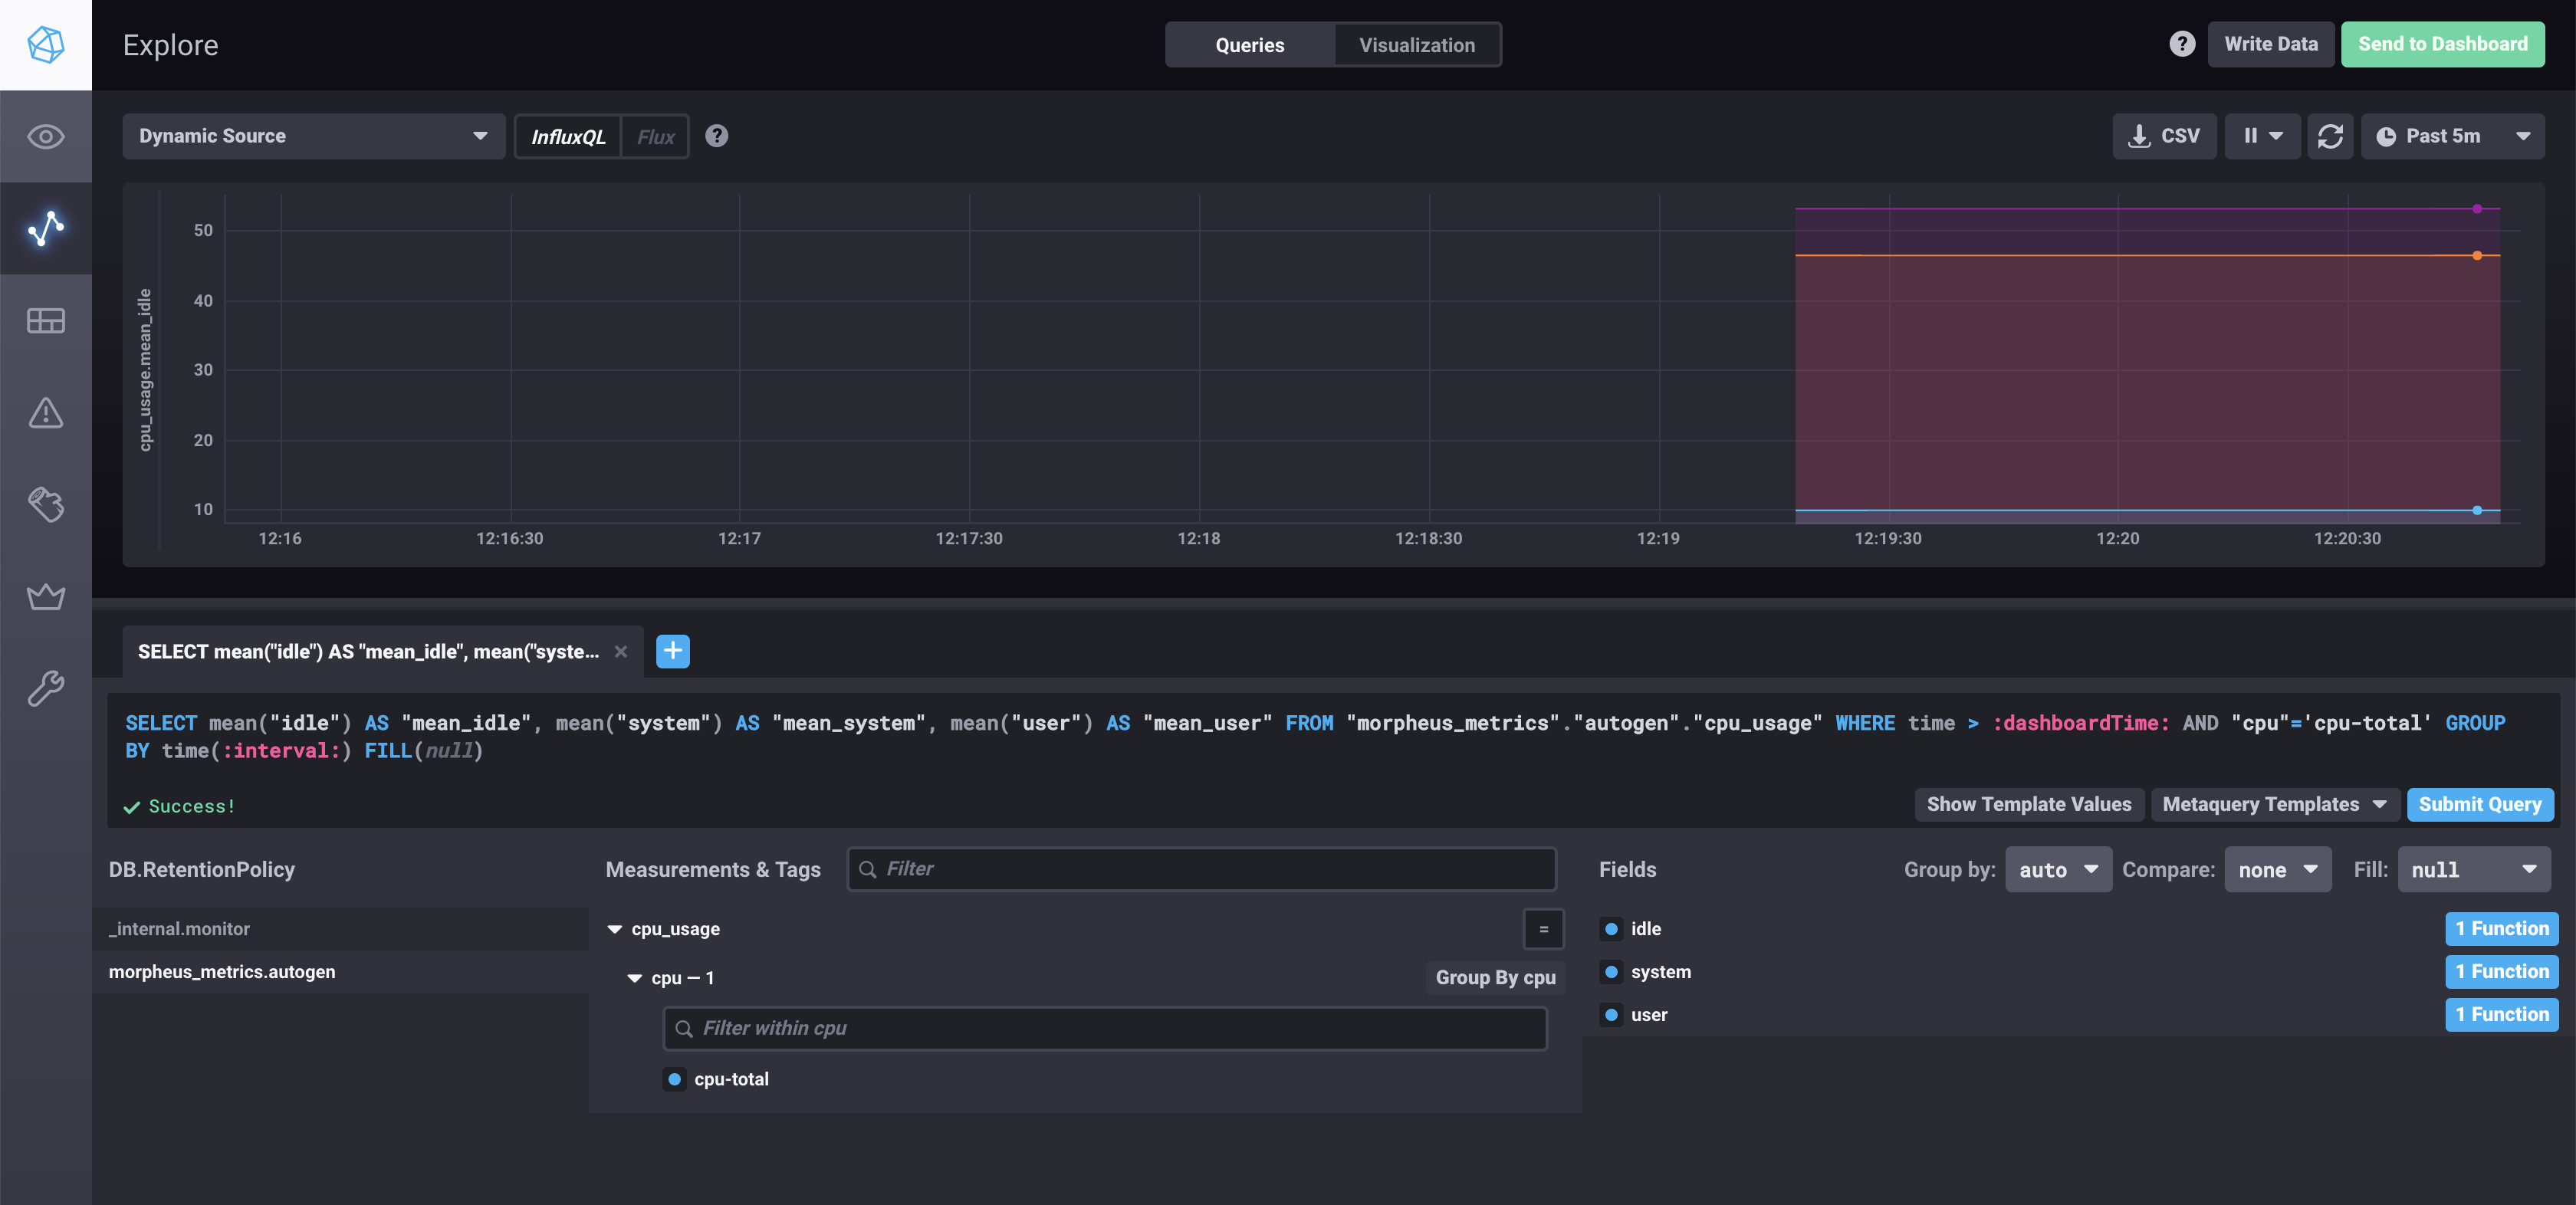 Explore
Queries
Visualization
?
Write Data
Send to Dashboard
Dynamic Source
InfluxQL
Flux
?
CSV
Past 5m
cpu_usage.mean_idle
50
40
30
20
10
12:16
12:16:30
12:17
12:17:30
12:18
12:18:30
12:19
12:19:30
12:20
12:20:30
SELECT mean("idle") AS "mean_idle", mean("syste...
SELECT mean("idle") AS "mean_idle", mean("system") AS "mean_system", mean("user") AS "mean_user" FROM "morpheus_metrics"."autogen"."cpu_usage" WHERE time > :dashboardTime: AND "cpu"='cpu-total' GROUP
BY time(:interval:) FILL(null)
Success!
Show Template Values
Metaquery Templates
Submit Query
DB.RetentionPolicy
Measurements & Tags
Filter
Fields
Group by:
auto
Compare:
none
Fill:
null
_internal.monitor
morpheus_metrics.autogen
cpu_usage
=
cpu — 1
Group By cpu
Filter within cpu
cpu-total
idle
1 Function
system
1 Function
user
1 Function